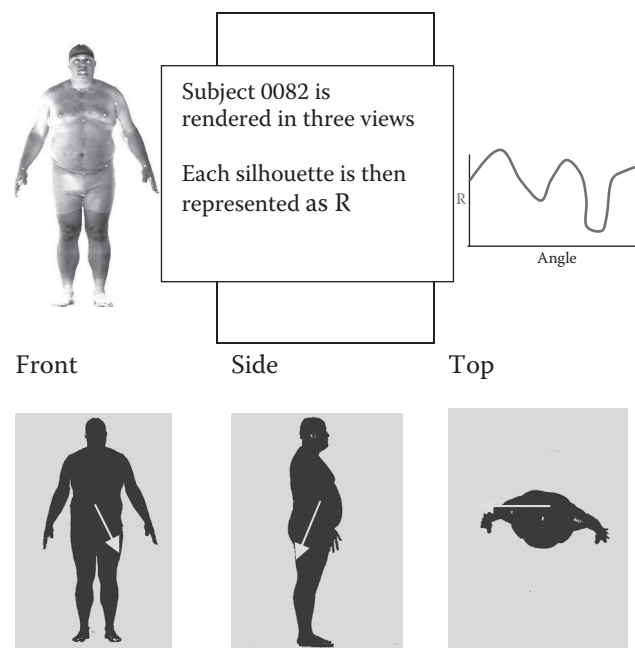 Subject 0082 is
rendered in three views
Each silhouette is then
represented as R
R
Angle
Front
Side
Top